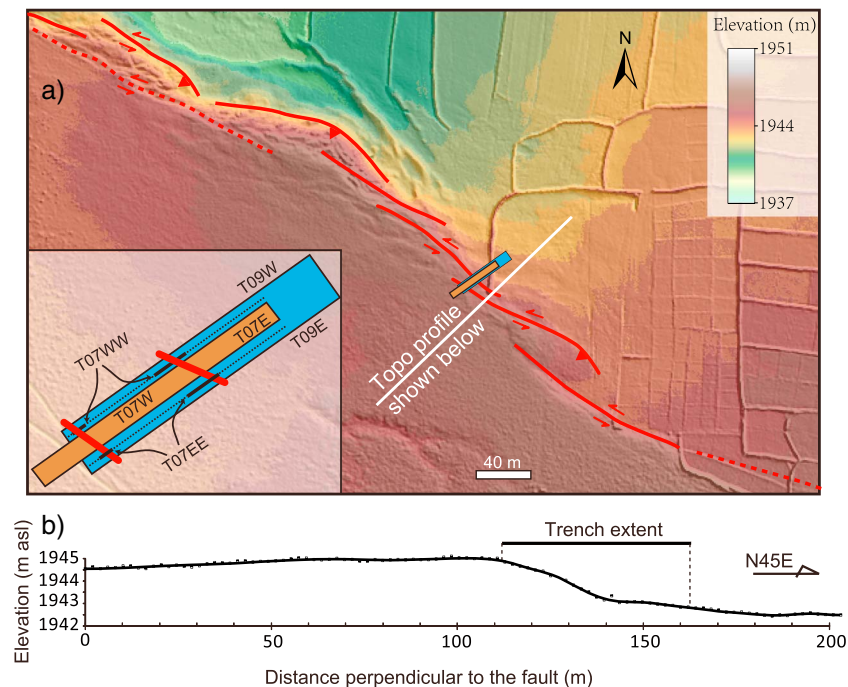 a)
N
Elevation (m)
1951
1944
1937
T09W
T07WW
T07E
T09E
T07W
T07EE
Topo profile
shown below
40 m
b)
Trench extent
N45E
Elevation (m asl)
1945
1944
1943
1942
0
50
100
150
200
Distance perpendicular to the fault (m)